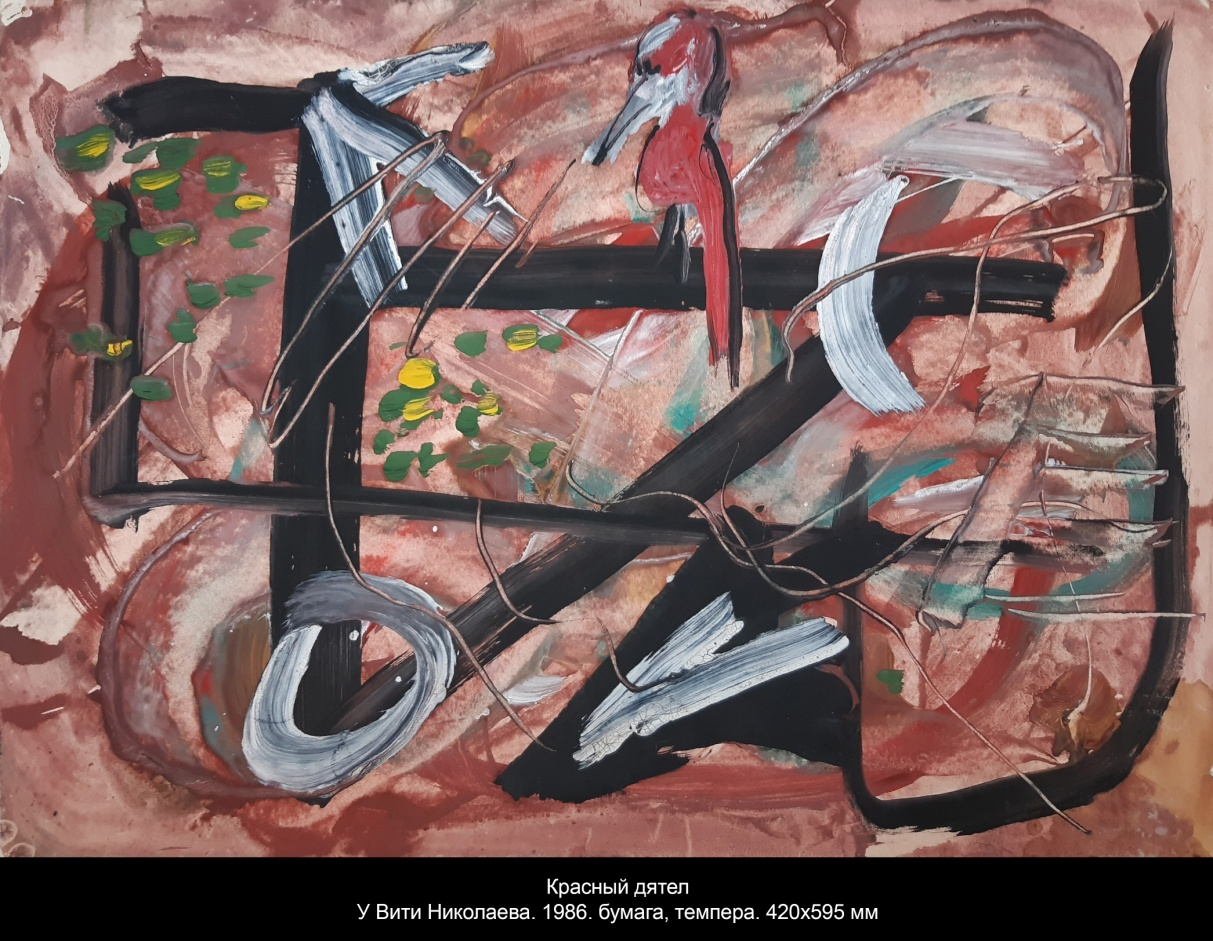 Красный дятел
У Вити Николаева. 1986. бумага, темпера. 420х595 мм